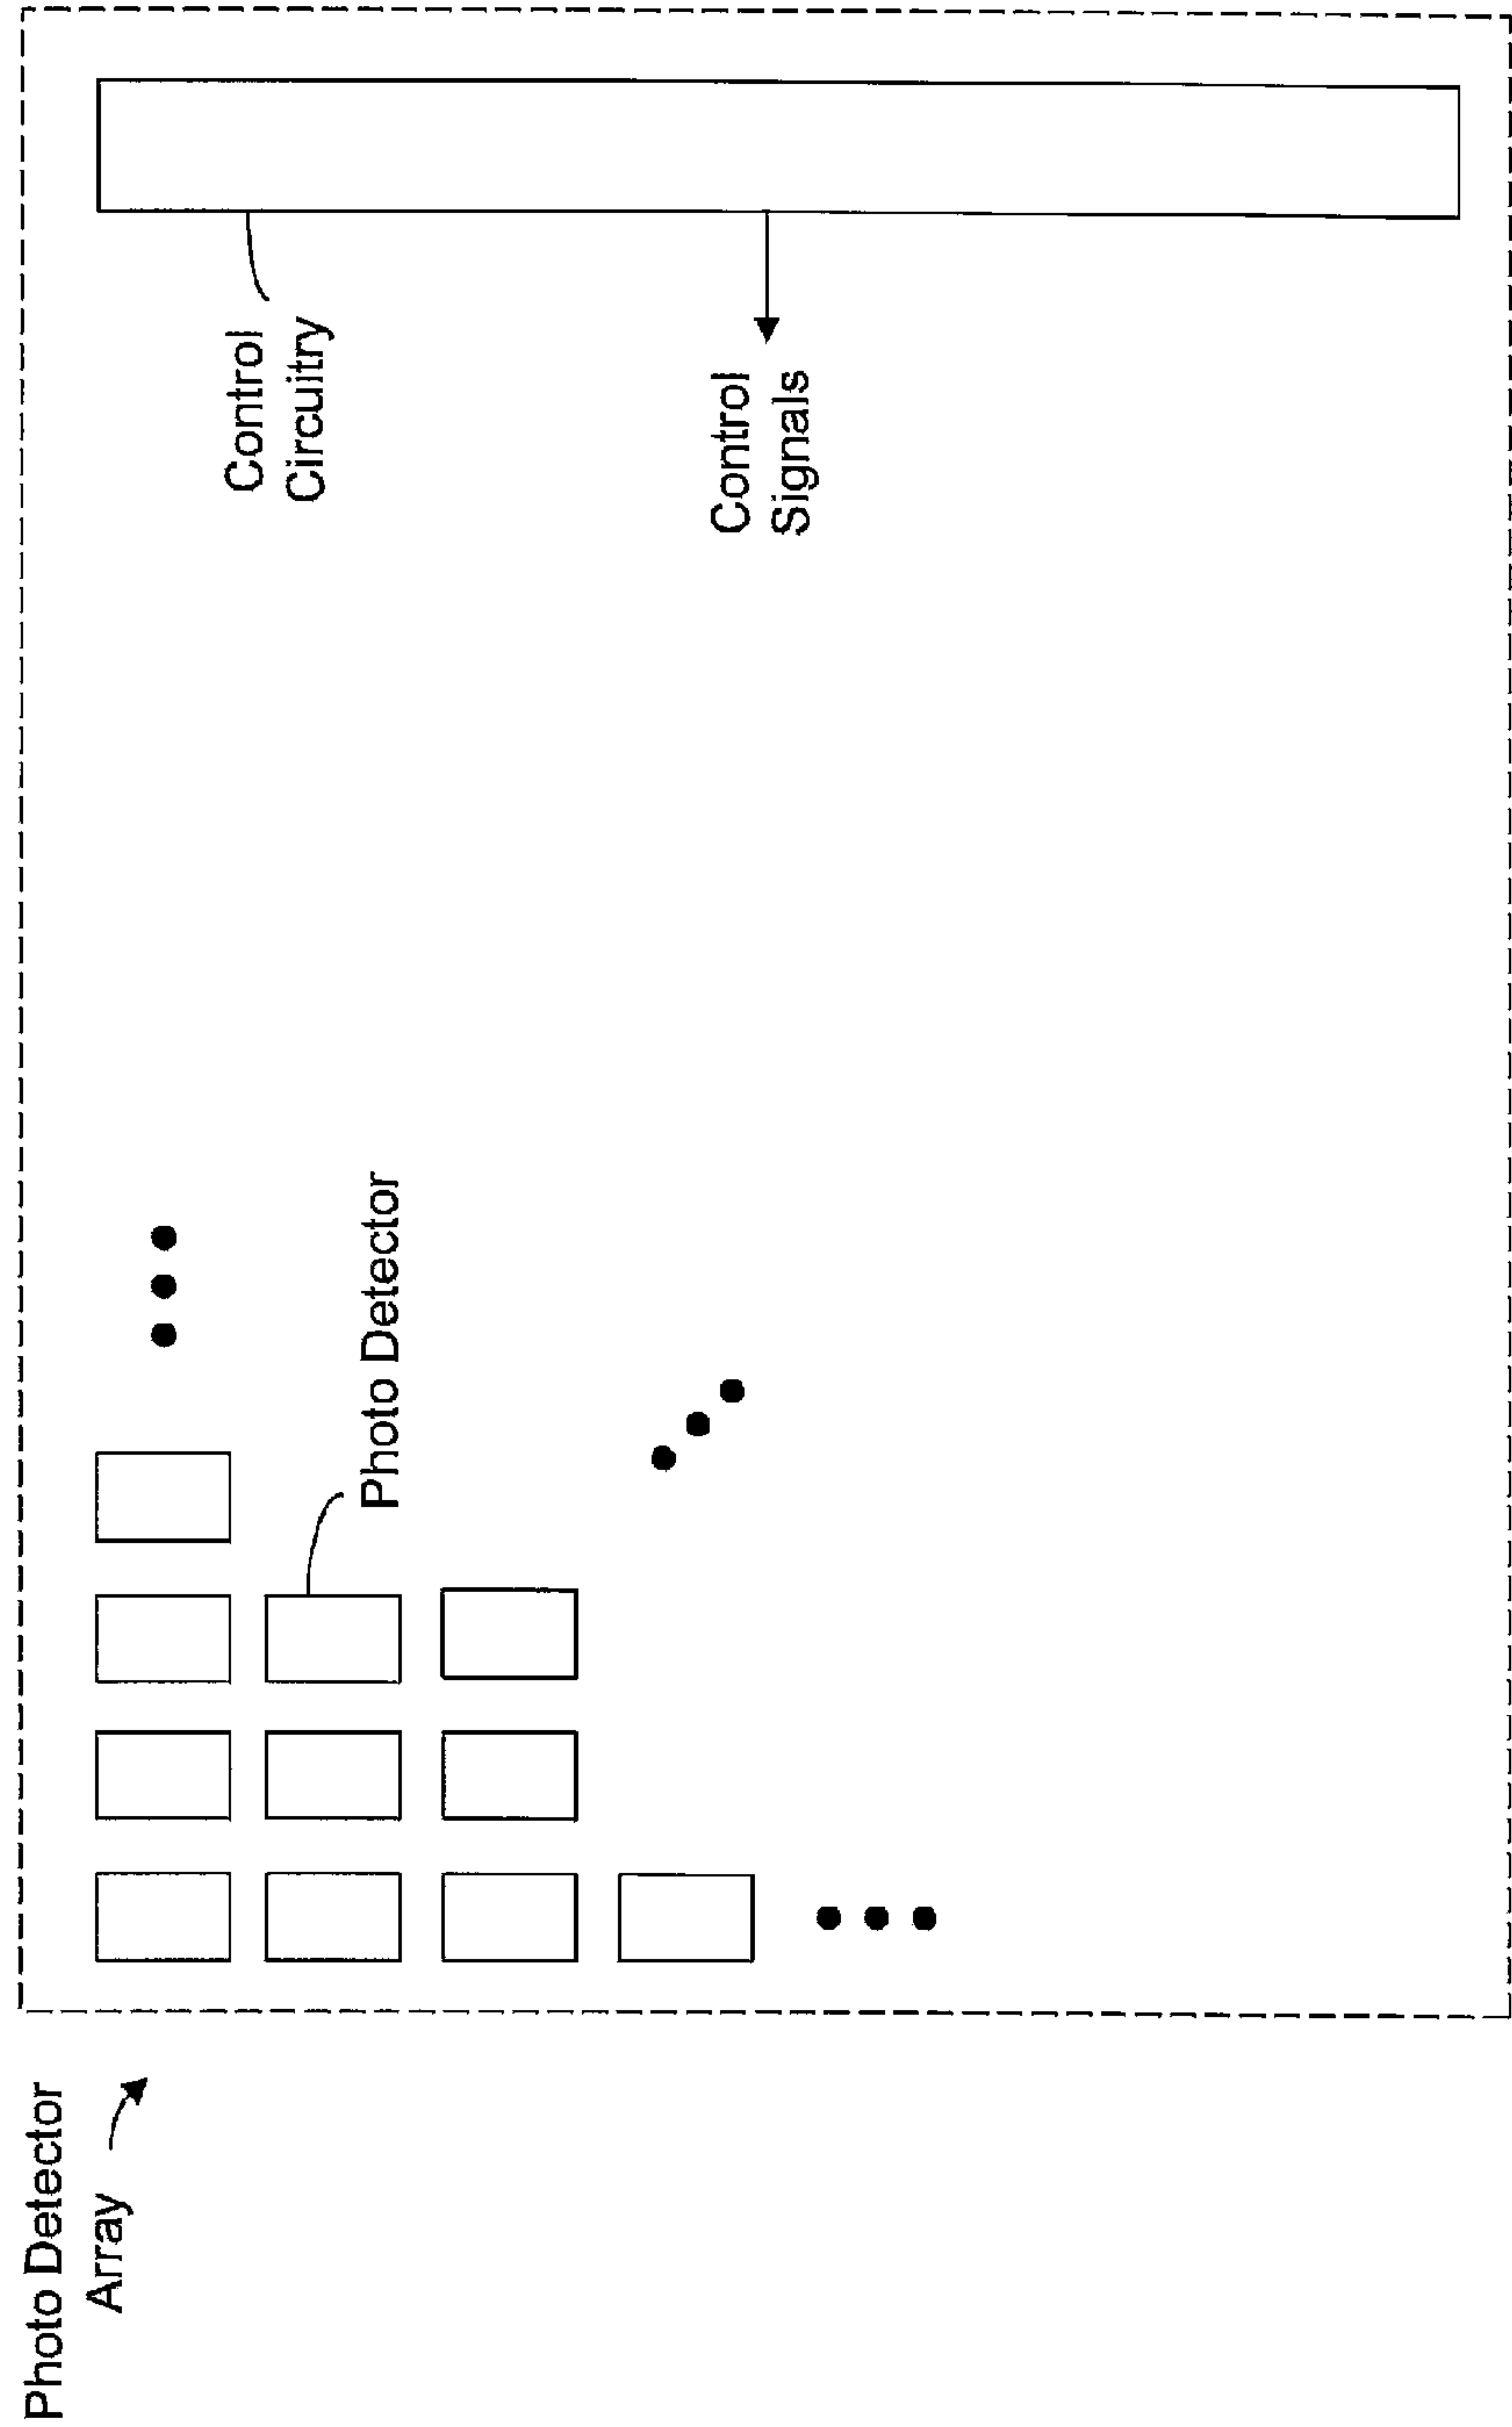 Photo Detector
Array
Photo Detector
Control
Circuitry
Control
Signals